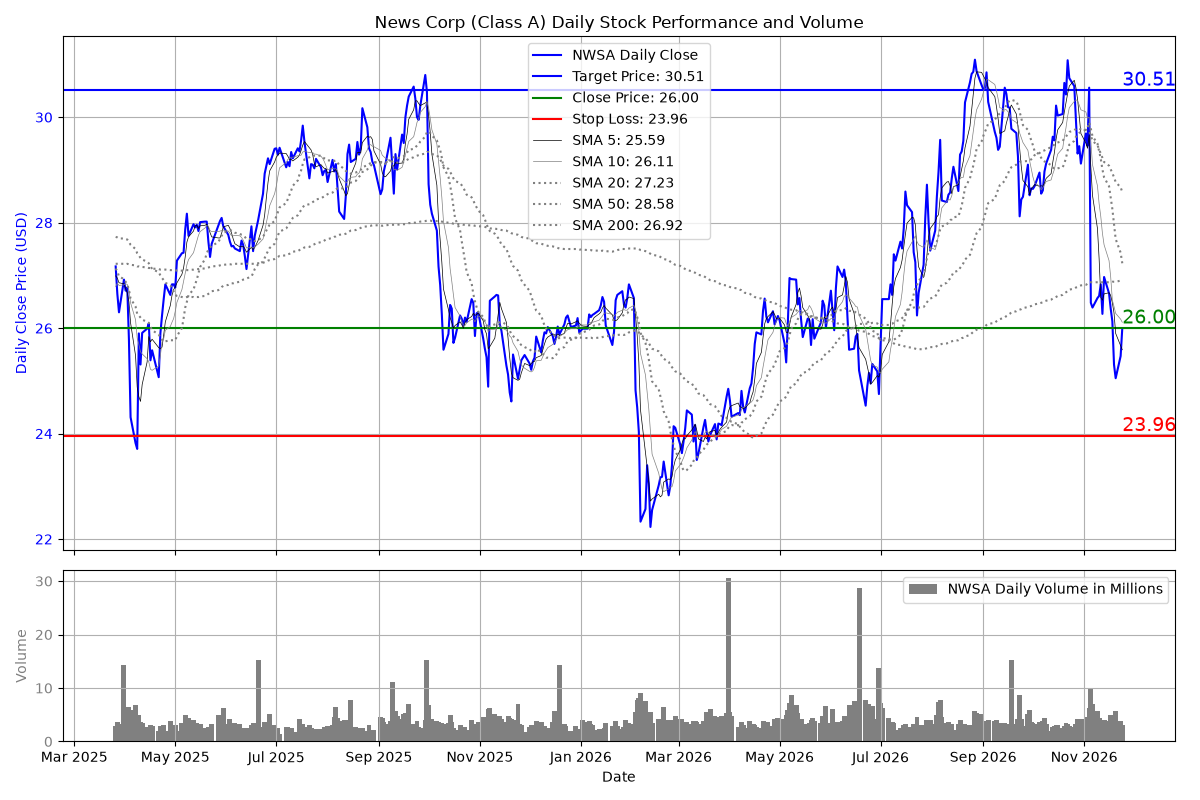 News Corp (Class A) Daily Stock Performance and Volume
NWSA Daily Close
Target Price: 30.51
Close Price: 26.00
Stop Loss: 23.96
SMA 5: 25.59
SMA 10: 26.11
SMA 20: 27.23
SMA 50: 28.58
SMA 200: 26.92
30.51
26.00
23.96
Daily Close Price (USD)
30
28
26
24
22
NWSA Daily Volume in Millions
Volume
30
20
10
0
Mar 2025 May 2025 Jul 2025 Sep 2025 Nov 2025 Jan 2026 Mar 2026 May 2026 Jul 2026 Sep 2026 Nov 2026
Date